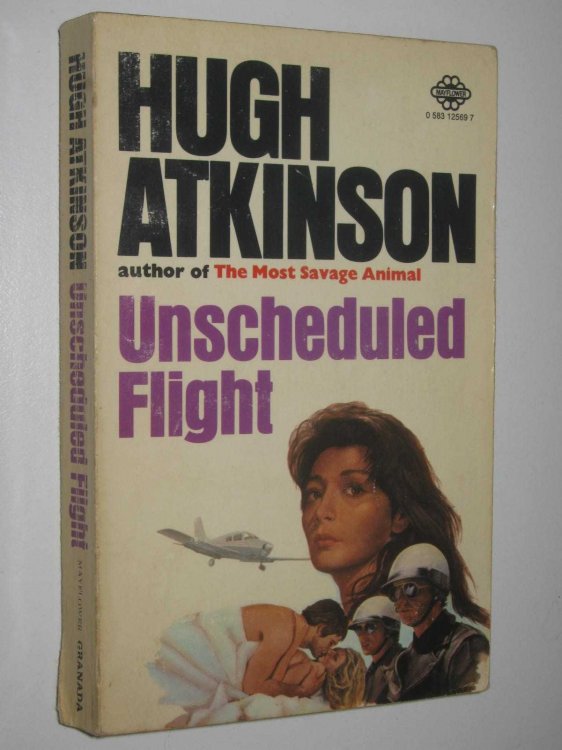 HUGH
ATKINSON
author of The Most Savage Animal
Unscheduled
Flight
MAYFLOWER
0 583 12569 7
HUGH ATKINSON Unscheduled Flight MAYFLOWER GRANADA